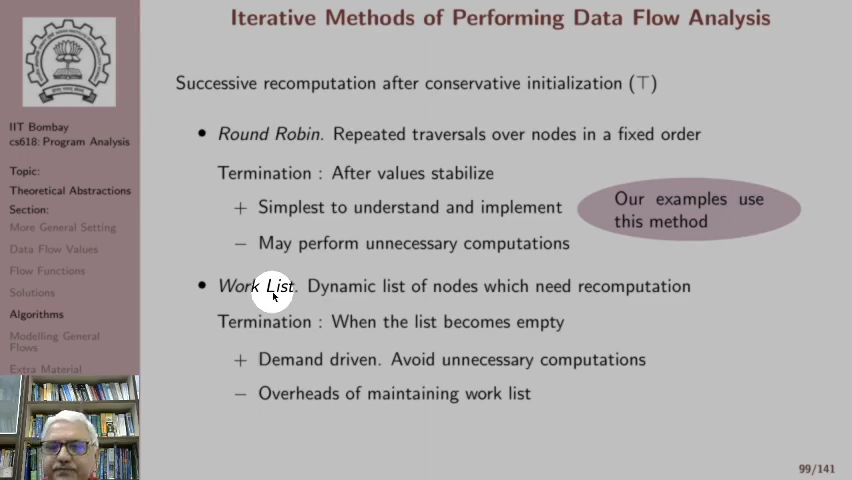 Iterative Methods of Performing Data Flow Analysis
IIT Bombay
cs618: Program Analysis
Topic:
Theoretical Abstractions
Section:
More General Setting
Data Flow Values
Flow Functions
Solutions
Algorithms
Modelling General
Flows
Extra Material
Successive recomputation after conservative initialization (⊤)
• Round Robin. Repeated traversals over nodes in a fixed order
Termination : After values stabilize
+ Simplest to understand and implement
− May perform unnecessary computations
Our examples use
this method
• Work List. Dynamic list of nodes which need recomputation
Termination : When the list becomes empty
+ Demand driven. Avoid unnecessary computations
− Overheads of maintaining work list
99/141